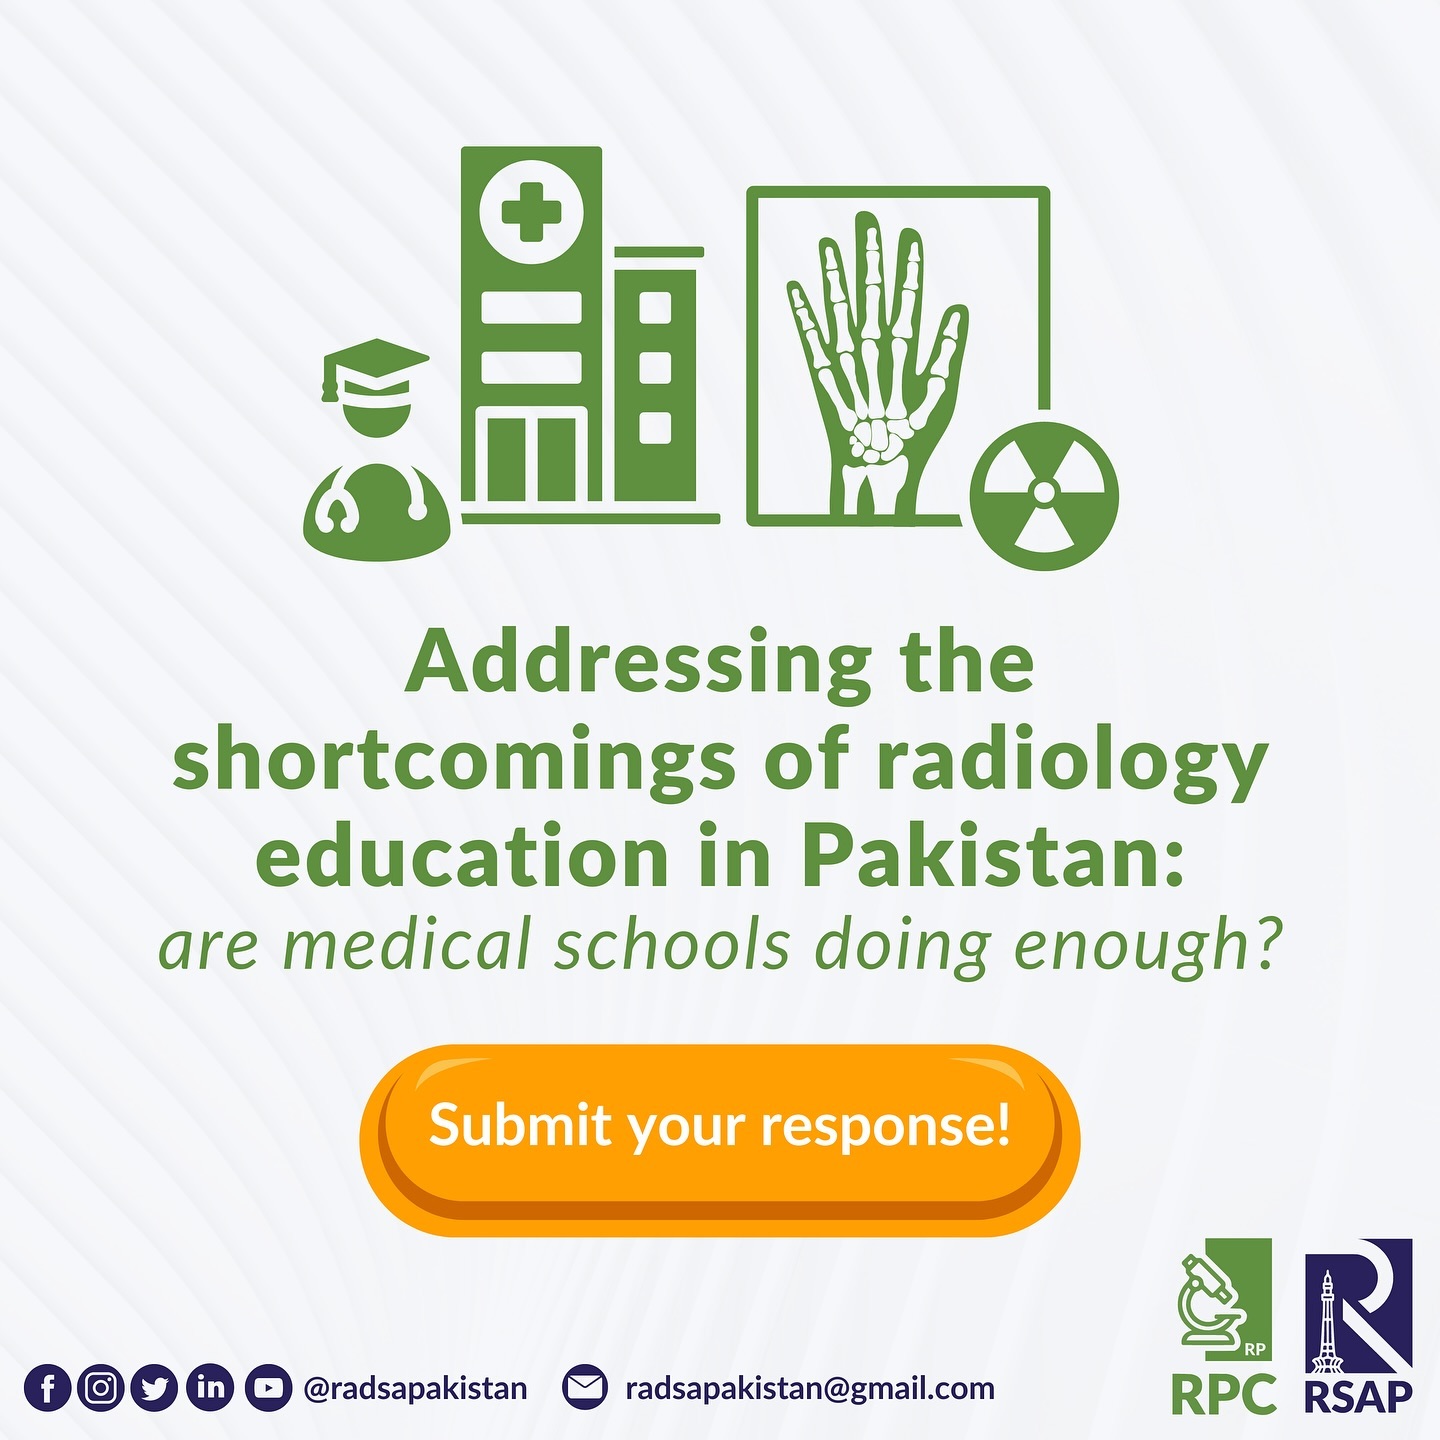 Addressing the
shortcomings of radiology
education in Pakistan:
are medical schools doing enough?
Submit your response!
@radsapakistan
radsapakistan@gmail.com
RP
RPC
R
RSAP